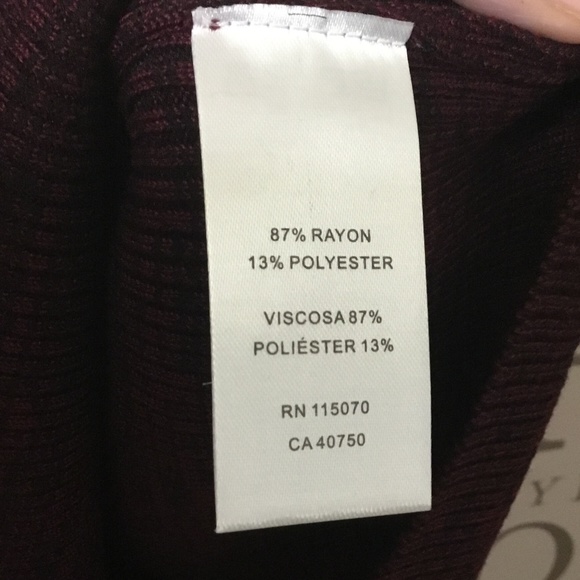 87% RAYON
13% POLYESTER
VISCOSA 87%
POLIÉSTER 13%
RN 115070
CA 40750